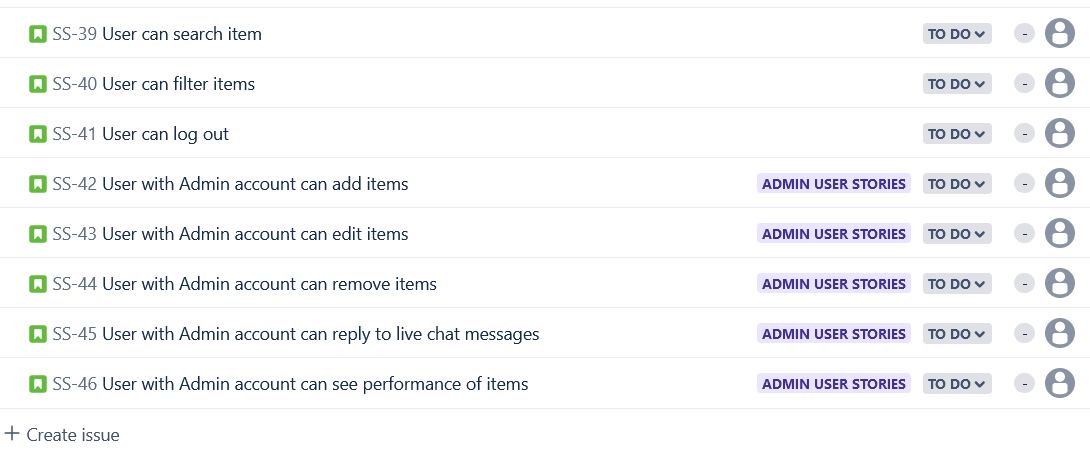 SS-39 User can search item TO DO -
SS-40 User can filter items TO DO -
SS-41 User can log out TO DO -
SS-42 User with Admin account can add items ADMIN USER STORIES TO DO -
SS-43 User with Admin account can edit items ADMIN USER STORIES TO DO -
SS-44 User with Admin account can remove items ADMIN USER STORIES TO DO -
SS-45 User with Admin account can reply to live chat messages ADMIN USER STORIES TO DO -
SS-46 User with Admin account can see performance of items ADMIN USER STORIES TO DO -
+ Create issue